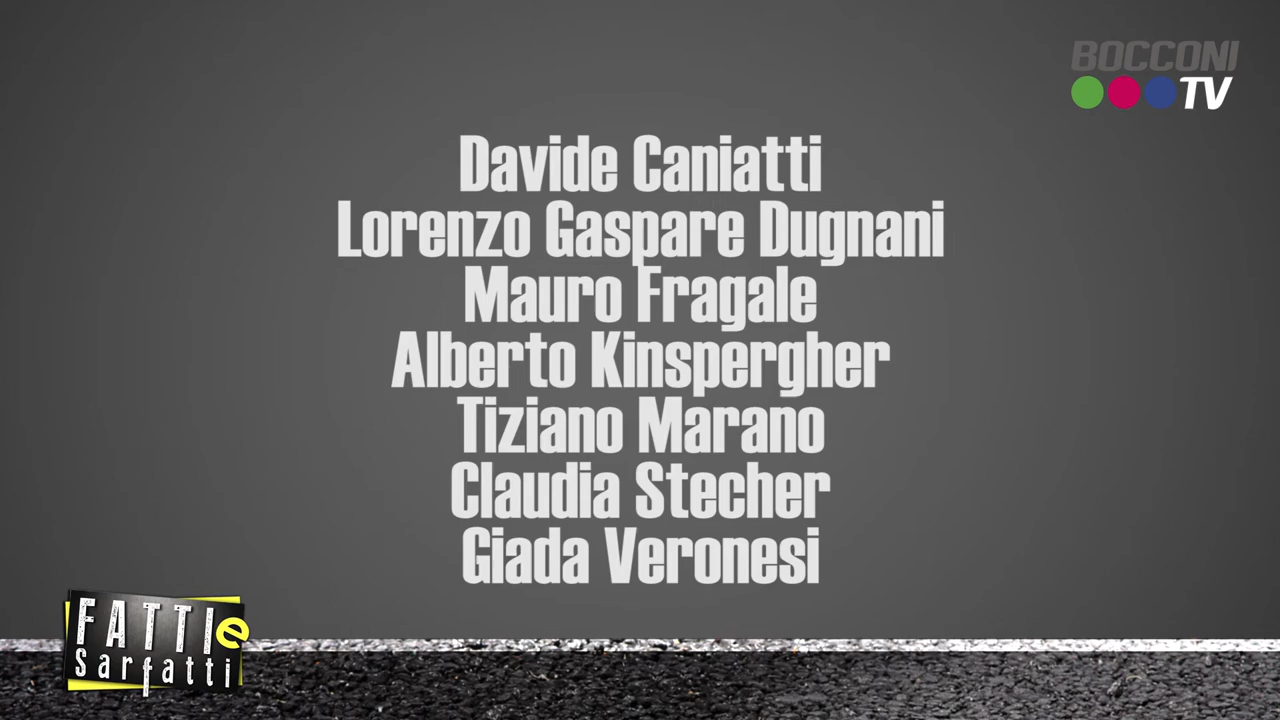 BOCCONI
TV
Davide Caniatti
Lorenzo Gaspare Dugnani
Mauro Fragale
Alberto Kinspergher
Tiziano Marano
Claudia Stecher
Giada Veronesi
FATTI e
sarfatti